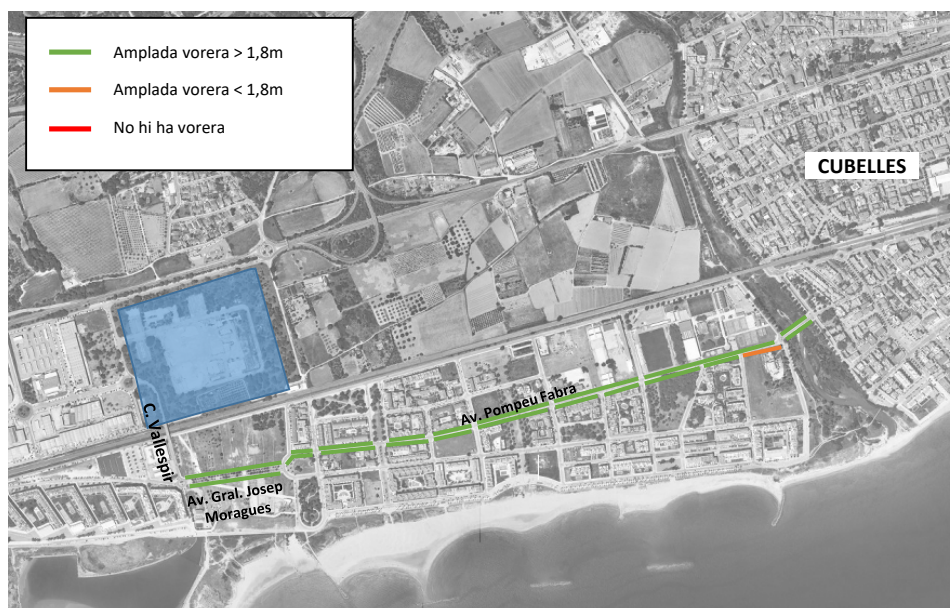 Amplada vorera > 1,8m
Amplada vorera < 1,8m
No hi ha vorera
CUBELLES
Av. Pompeu Fabra
C. Vallespir
Av. Gral. Josep
Moragues